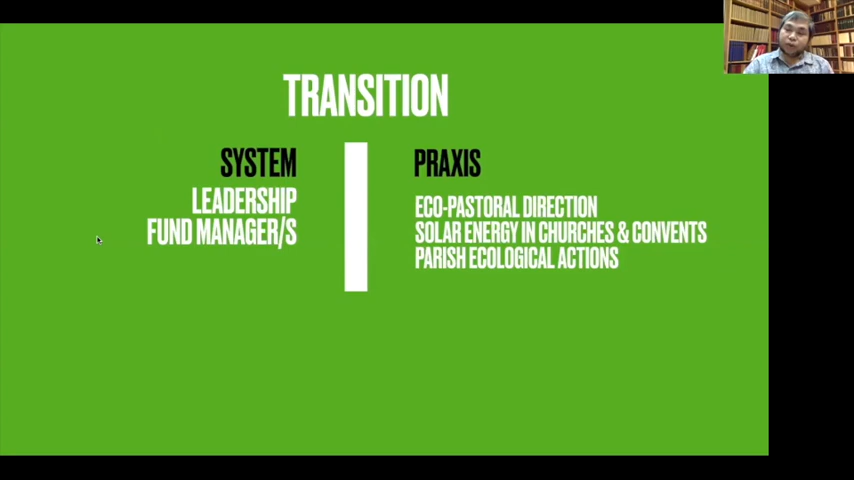 TRANSITION
SYSTEM
LEADERSHIP
FUND MANAGER/S
PRAXIS
ECO-PASTORAL DIRECTION
SOLAR ENERGY IN CHURCHES & CONVENTS
PARISH ECOLOGICAL ACTIONS